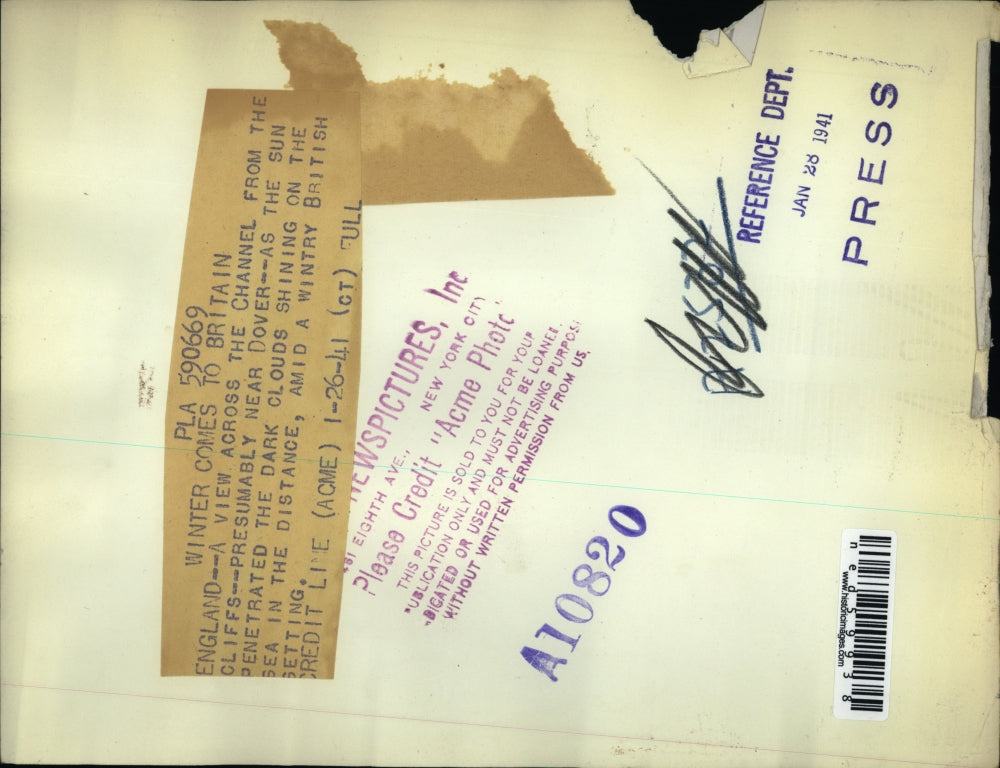 PLA 590669
WINTER COMES TO BRITAIN
ENGLAND--A VIEW ACROSS THE CHANNEL FROM THE
CLIFFS--PRESUMABLY NEAR DOVER--AS THE SUN
PENETRATED THE DARK CLOUDS SHINING ON THE
SEA IN THE DISTANCE, AMID A WINTRY BRITISH
SETTING.
CREDIT LINE (ACME) 1-26-41 (CT) FULL
NEWSPICTURES, Inc
461 EIGHTH AVE., NEW YORK CITY
Please Credit "Acme Photo"
THIS PICTURE IS SOLD TO YOU FOR YOUR
PUBLICATION ONLY AND MUST NOT BE LOANED
DICATED OR USED FOR ADVERTISING PURPOSE
WITHOUT WRITTEN PERMISSION FROM US.
A10820
REFERENCE DEPT.
JAN 28 1941
PRESS
www.historicimages.com